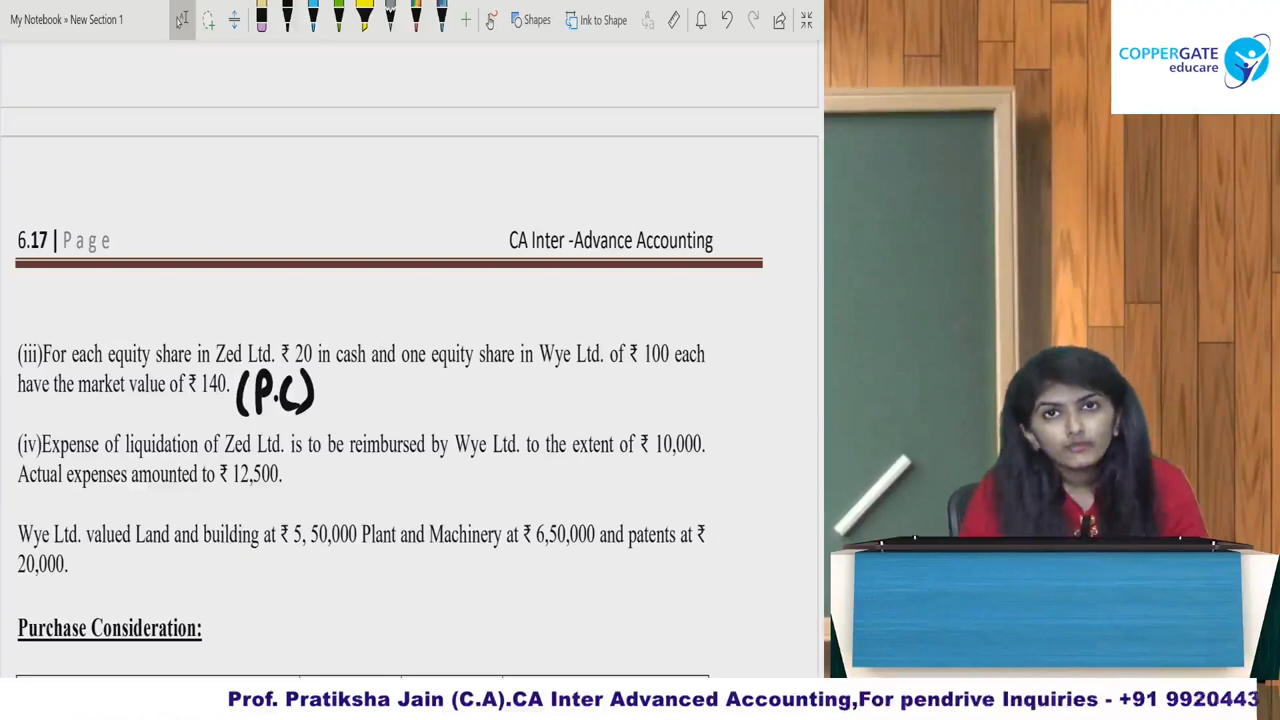 My Notebook » New Section 1
Shapes
Ink to Shape
COPPERGATE
educare
6.17 | Page
CA Inter -Advance Accounting
(iii)For each equity share in Zed Ltd. ₹ 20 in cash and one equity share in Wye Ltd. of ₹ 100 each
have the market value of ₹ 140.
(P.C)
(iv)Expense of liquidation of Zed Ltd. is to be reimbursed by Wye Ltd. to the extent of ₹ 10,000.
Actual expenses amounted to ₹ 12,500.
Wye Ltd. valued Land and building at ₹ 5, 50,000 Plant and Machinery at ₹ 6,50,000 and patents at ₹
20,000.
Purchase Consideration:
Prof. Pratiksha Jain (C.A).CA Inter Advanced Accounting,For pendrive Inquiries - +91 9920443